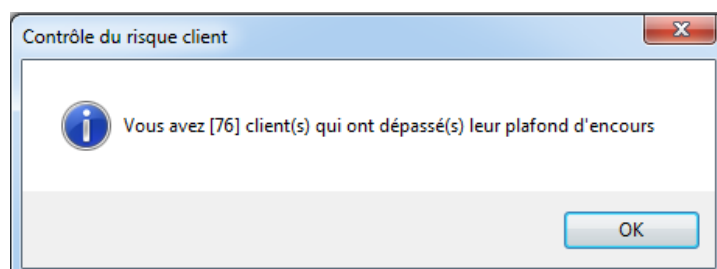 Contrôle du risque client
Vous avez [76] client(s) qui ont dépassé(s) leur plafond d'encours
OK